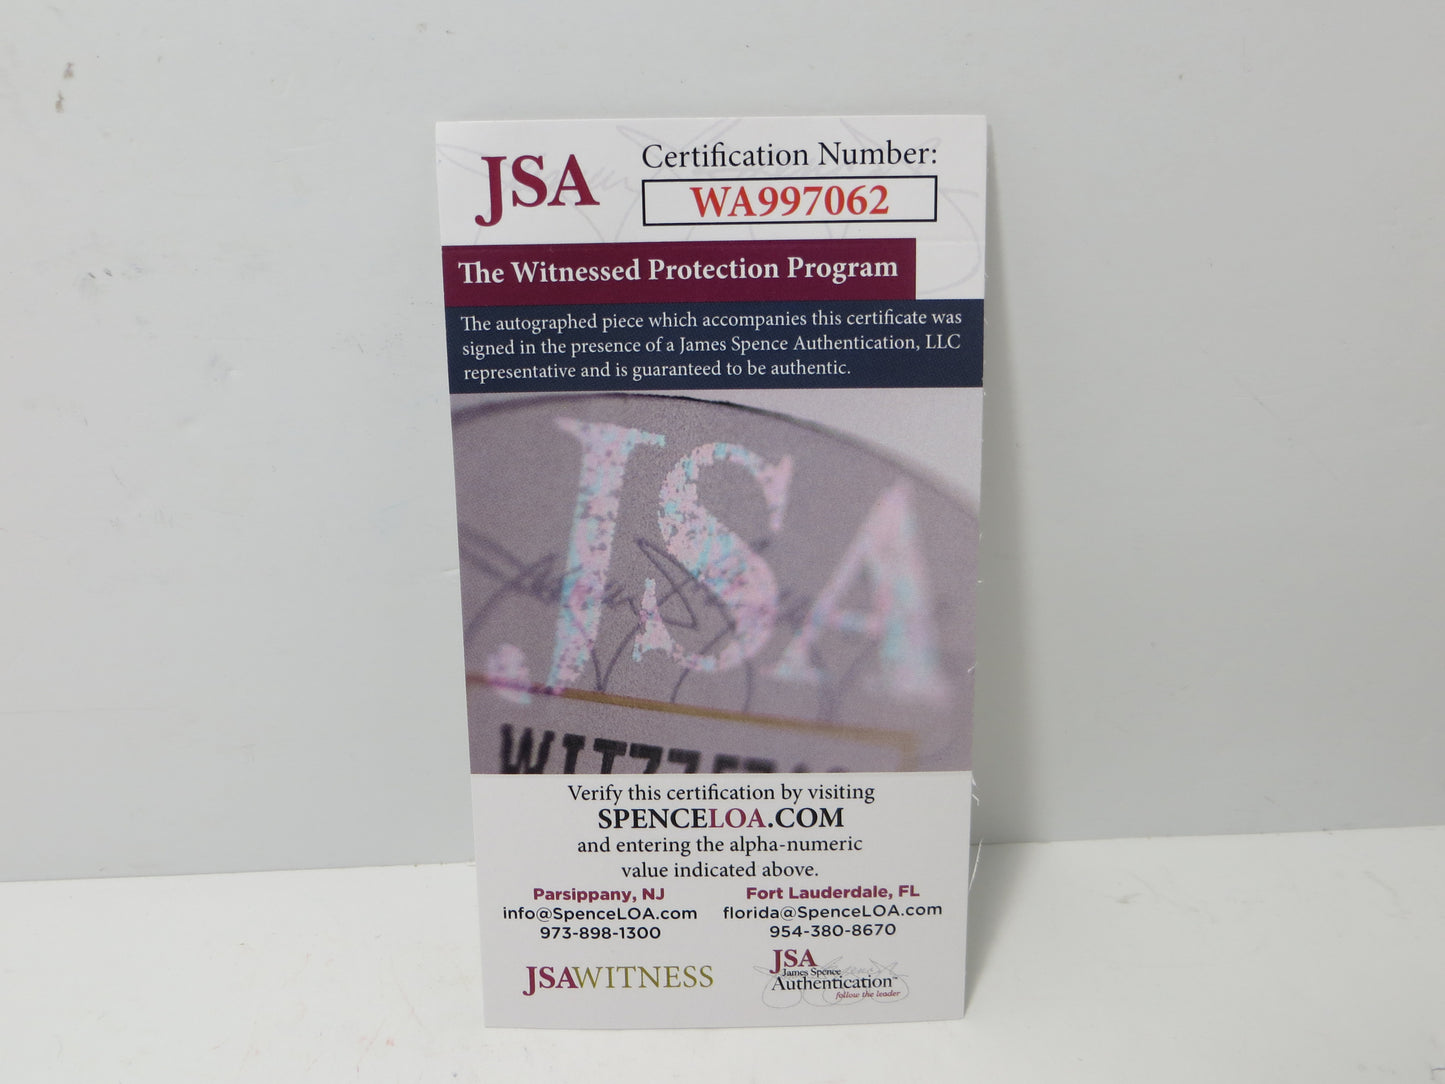 JSA
Certification Number:
WA997062
The Witnessed Protection Program
The autographed piece which accompanies this certificate was
signed in the presence of a James Spence Authentication, LLC
representative and is guaranteed to be authentic.
JSA
Verify this certification by visiting
SPENCELOA.COM
and entering the alpha-numeric
value indicated above.
Parsippany, NJ
info@SpenceLOA.com
973-898-1300
Fort Lauderdale, FL
florida@SpenceLOA.com
954-380-8670
JSAWITNESS
JSA
James Spence
Authentication™
follow the leader